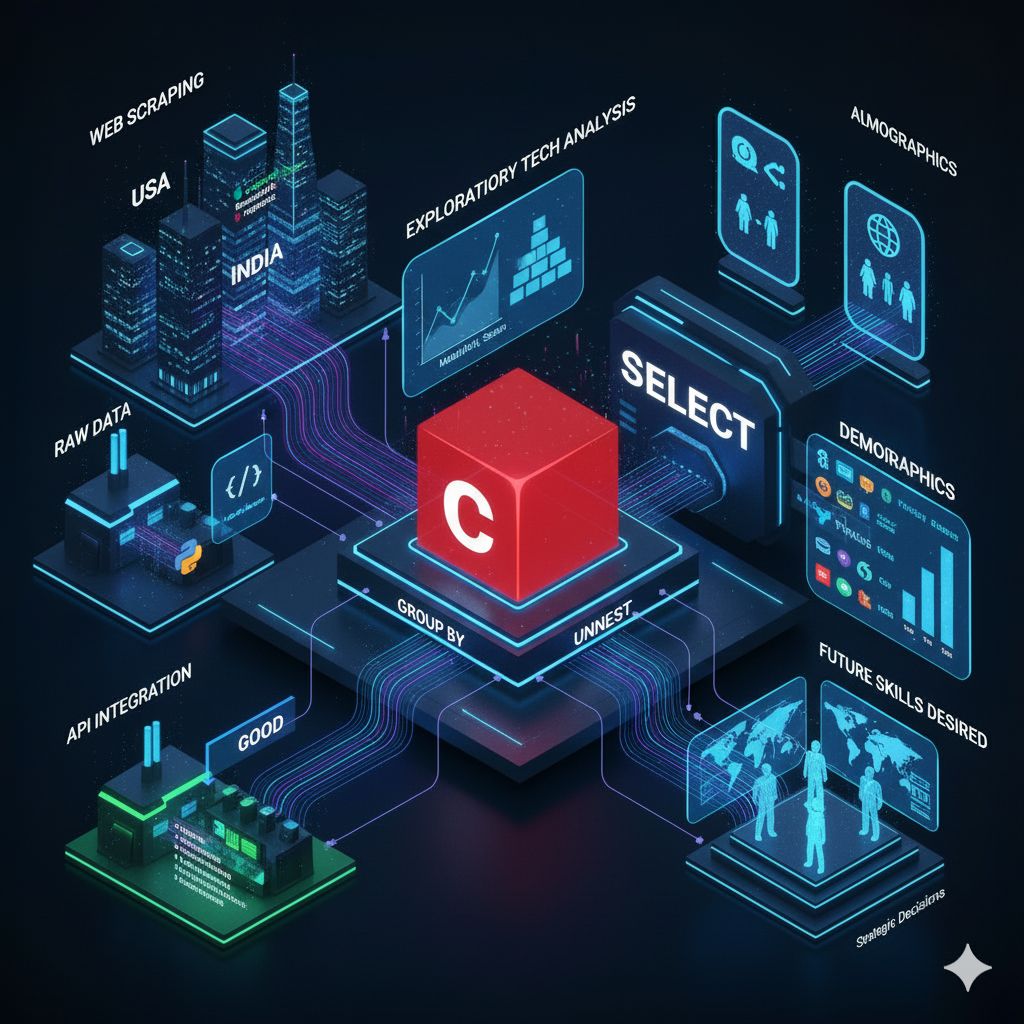 WEB SCRAPING
USA
INDIA
EXPLORATIORY TECH ANALYSIS
ALMOGRAPHICS
SELECT
RAW DATA
</>
DEMOIRAPHICS
C
GROUP BY
UNNEST
API INTEGRATION
GOOD
FUTURE SKILLS DESIRED
Strategic Decisions